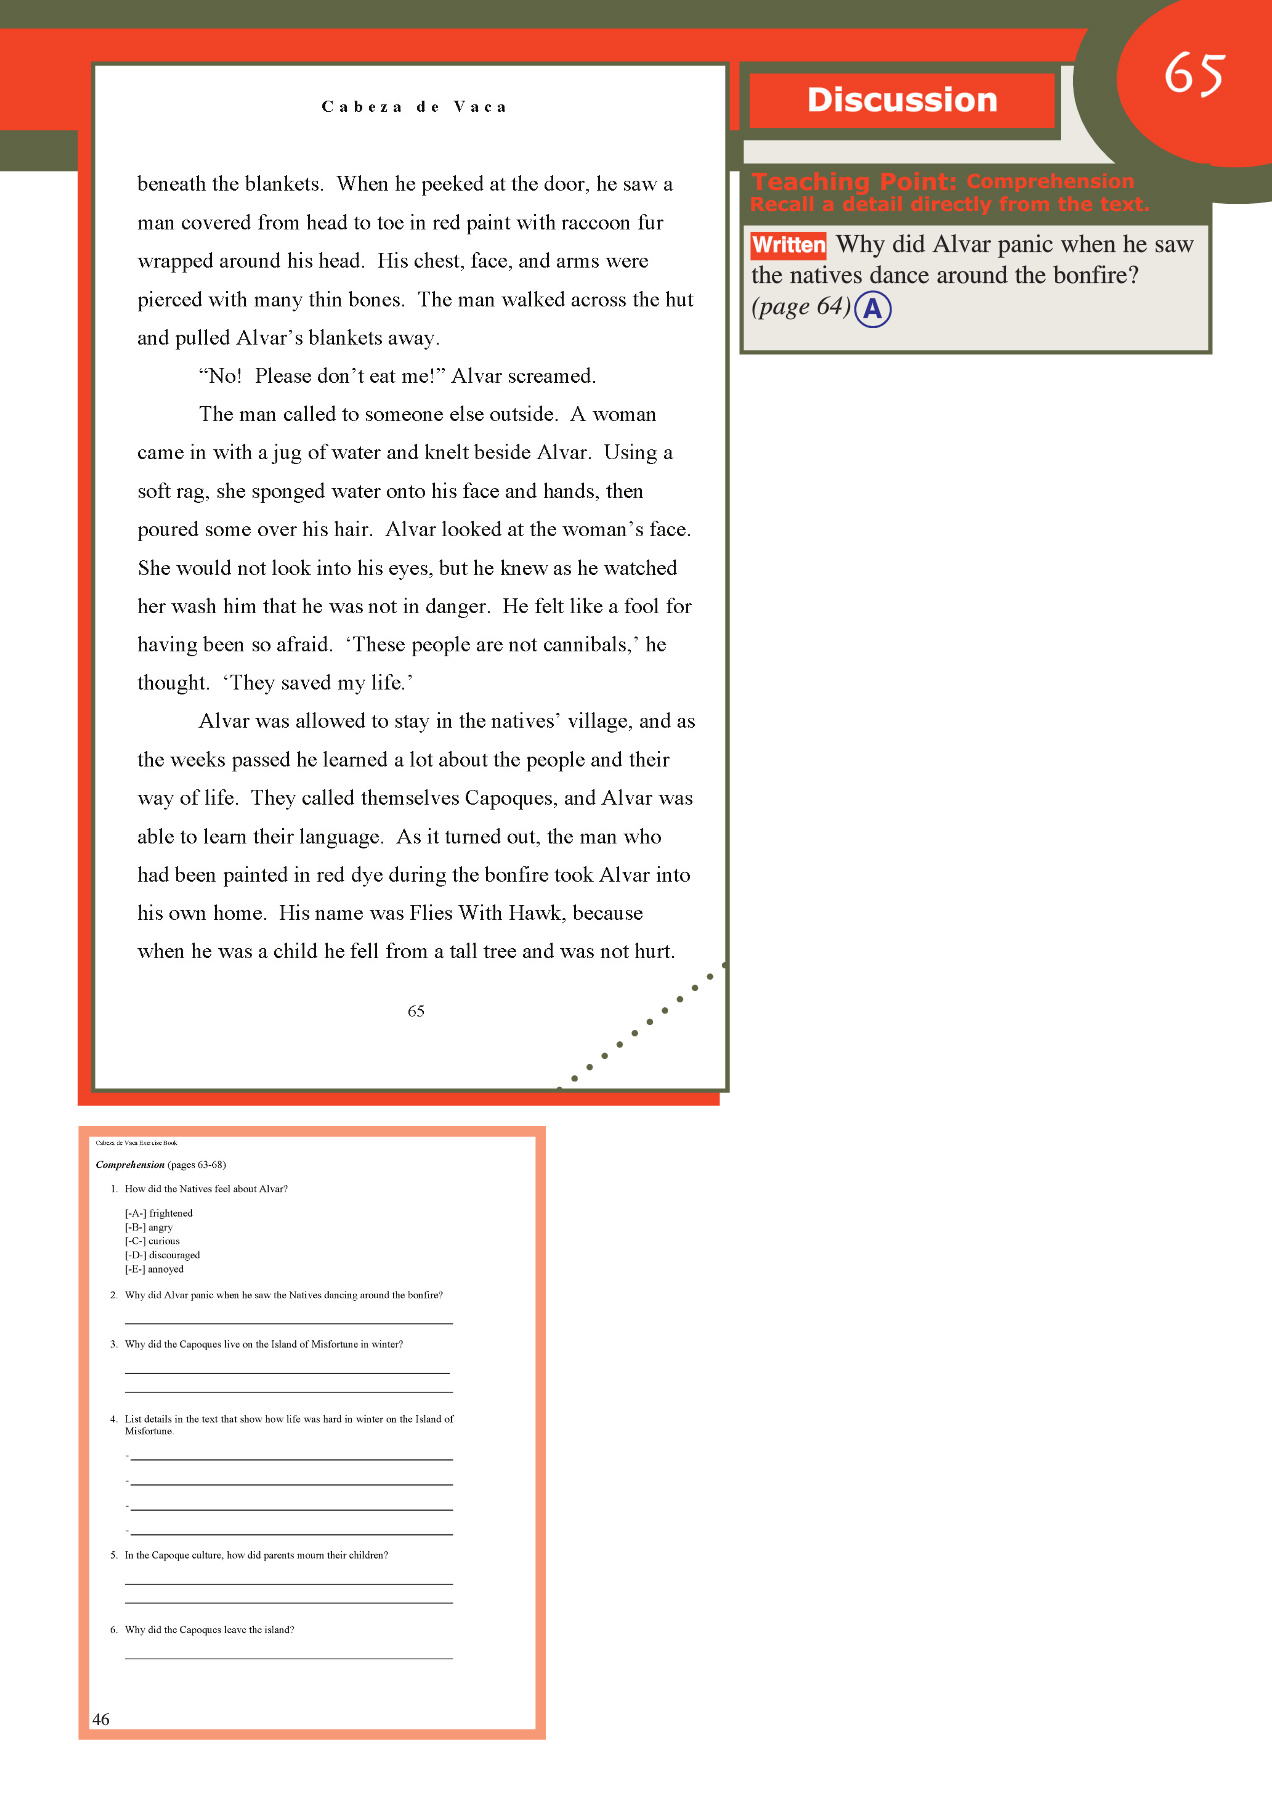 65
Cabeza de Vaca
beneath the blankets.  When he peeked at the door, he saw a
man covered from head to toe in red paint with raccoon fur
wrapped around his head.  His chest, face, and arms were
pierced with many thin bones.  The man walked across the hut
and pulled Alvar’s blankets away.
“No!  Please don’t eat me!” Alvar screamed.
The man called to someone else outside.  A woman
came in with a jug of water and knelt beside Alvar.  Using a
soft rag, she sponged water onto his face and hands, then
poured some over his hair.  Alvar looked at the woman’s face.
She would not look into his eyes, but he knew as he watched
her wash him that he was not in danger.  He felt like a fool for
having been so afraid.  ‘These people are not cannibals,’ he
thought.  ‘They saved my life.’
Alvar was allowed to stay in the natives’ village, and as
the weeks passed he learned a lot about the people and their
way of life.  They called themselves Capoques, and Alvar was
able to learn their language.  As it turned out, the man who
had been painted in red dye during the bonfire took Alvar into
his own home.  His name was Flies With Hawk, because
when he was a child he fell from a tall tree and was not hurt.
65
Discussion
Teaching Point: Comprehension
Recall a detail directly from the text.
Written Why did Alvar panic when he saw
the natives dance around the bonfire?
(page 64) A
Cabeza de Vaca Exercise Book
Comprehension (pages 63-68)
1. How did the Natives feel about Alvar?
[-A-] frightened
[-B-] angry
[-C-] curious
[-D-] discouraged
[-E-] annoyed
2. Why did Alvar panic when he saw the Natives dancing around the bonfire?
3. Why did the Capoques live on the Island of Misfortune in winter?
4. List details in the text that show how life was hard in winter on the Island of
Misfortune.
-
-
-
-
5. In the Capoque culture, how did parents mourn their children?
6. Why did the Capoques leave the island?
46